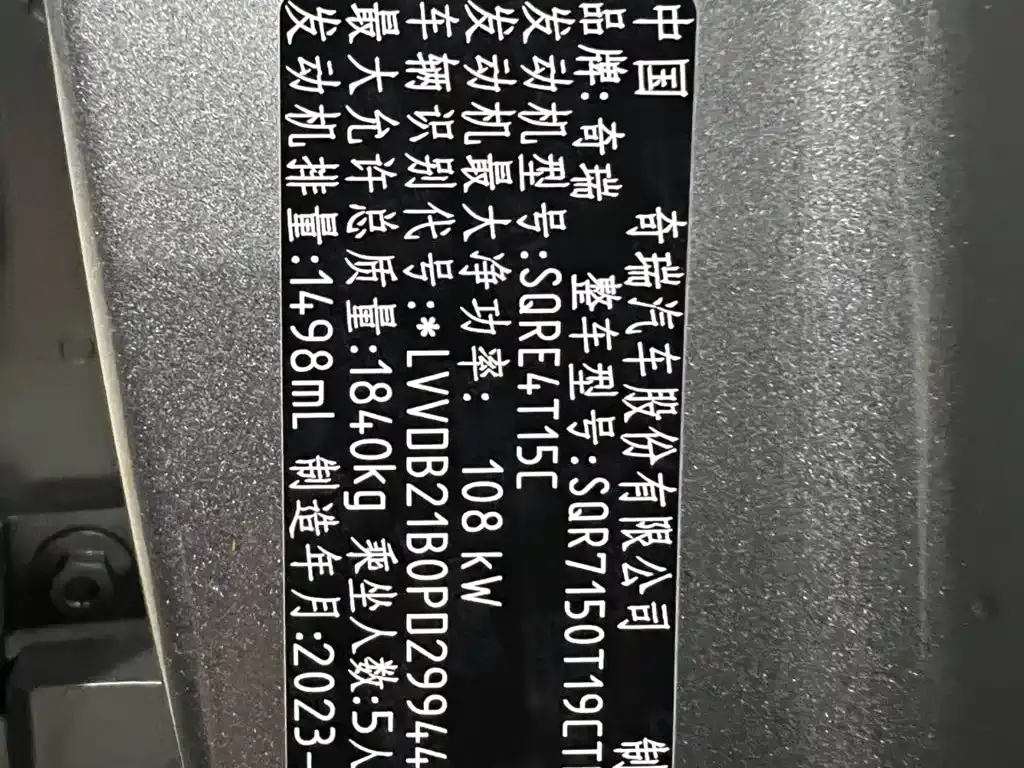 中国 奇瑞汽车股份有限公司 制
品牌:奇瑞 整车型号:SQR7150T19CT
发动机型号:SQRE4T15C
发动机最大净功率: 108 kW
车辆识别代号:*LVVDB21B0PD29944
最大允许总质量:1840kg 乘坐人数:5人
发动机排量:1498mL 制造年月:2023-